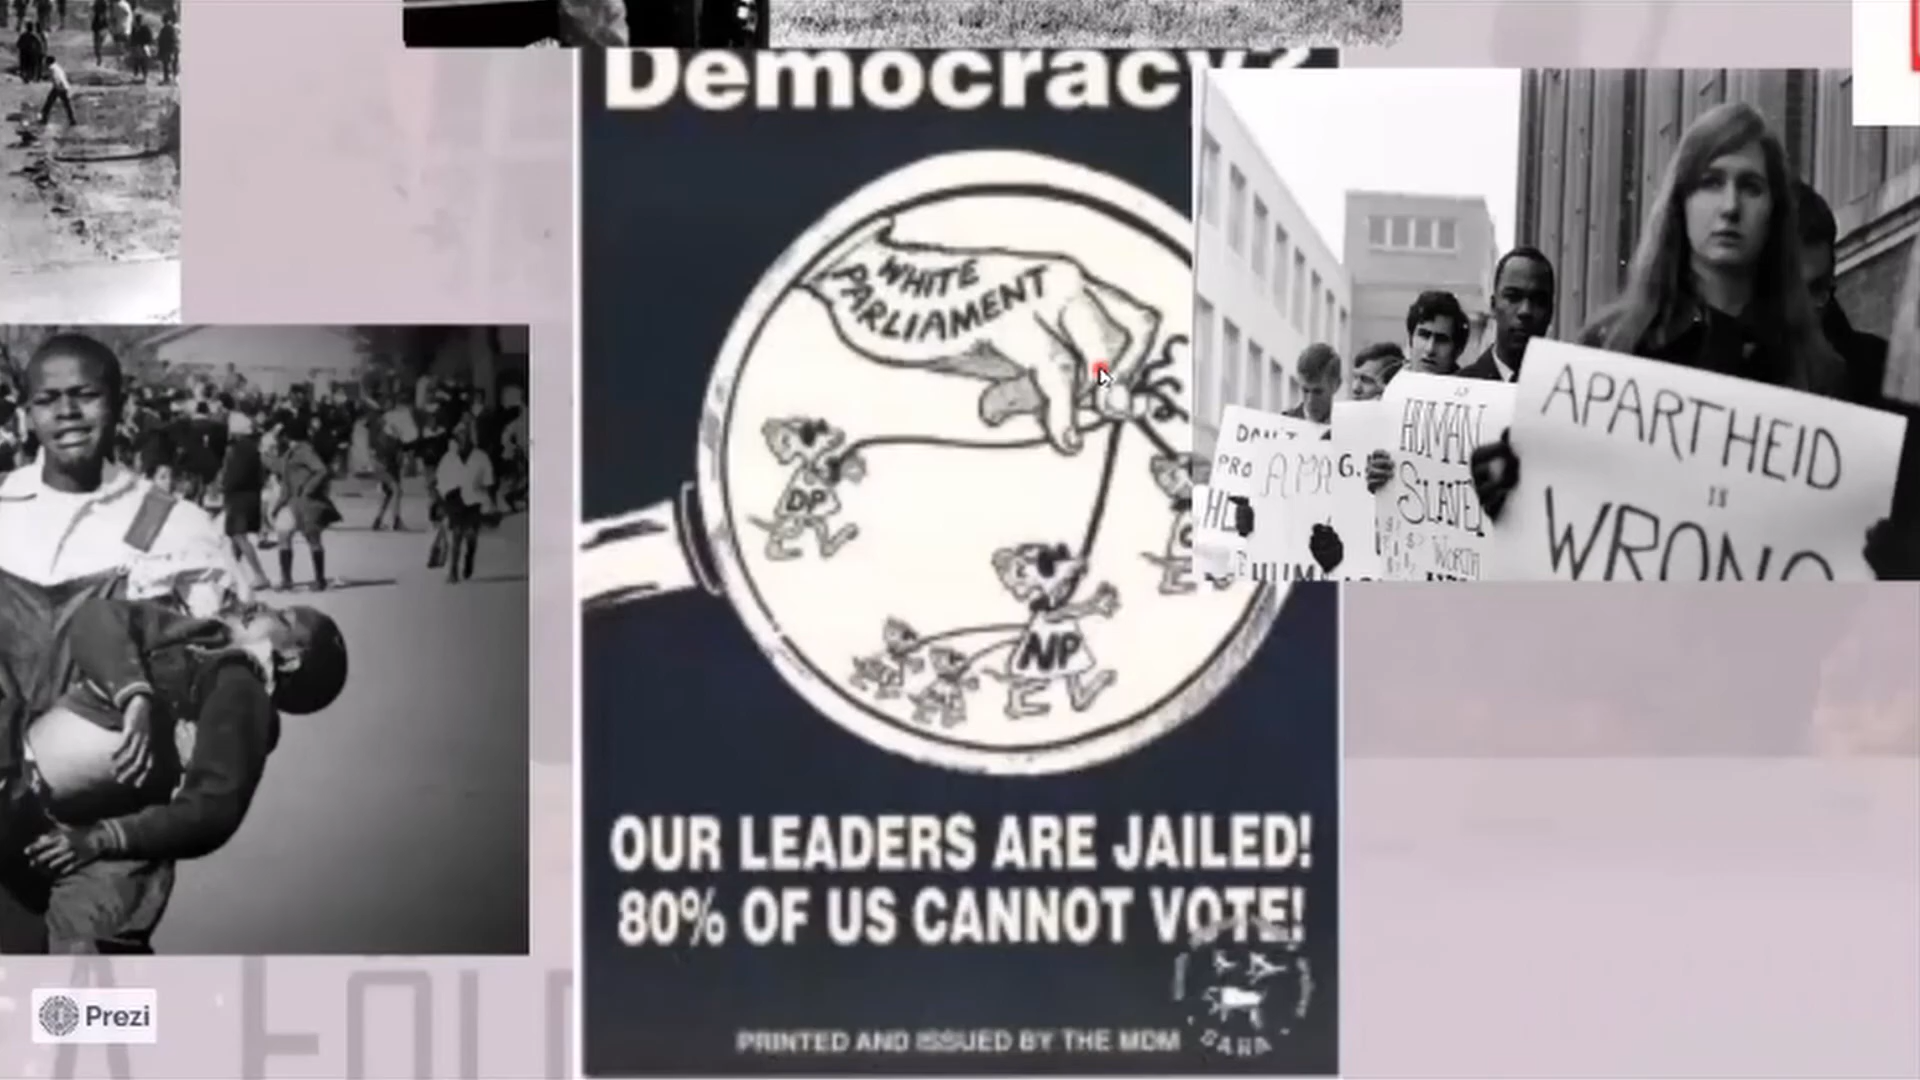 Democracy?
WHITE
PARLIAMENT
DP
NP
OUR LEADERS ARE JAILED!
80% OF US CANNOT VOTE!
PRINTED AND ISSUED BY THE MDM
HUMAN
APARTHEID
IS
WRONG
Prezi